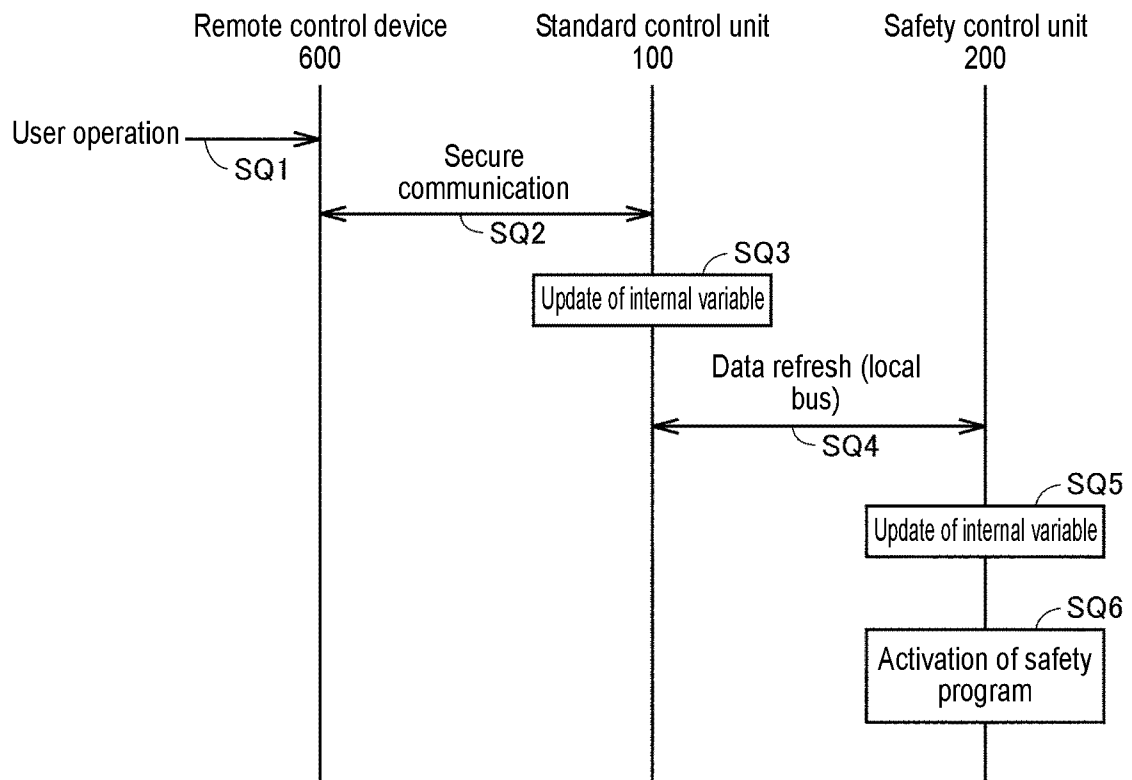 Remote control device
600
Standard control unit
100
Safety control unit
200
User operation
SQ1
Secure
communication
SQ2
SQ3
Update of internal variable
Data refresh (local
bus)
SQ4
SQ5
Update of internal variable
SQ6
Activation of safety
program